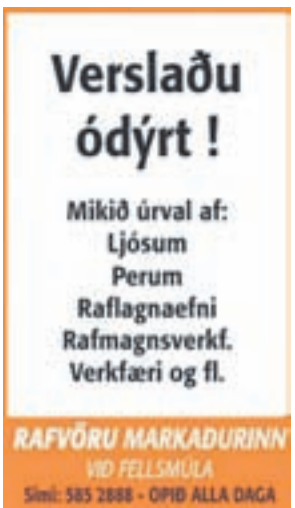 Verslaðu
ódýrt !
Mikið úrval af:
Ljósum
Perum
Raflagnaefni
Rafmagnsverkf.
Verkfæri og fl.
RAFVÖRU MARKAÐURINN
VIÐ FELLSMÚLA
Sími: 585 2888 - OPIÐ ALLA DAGA